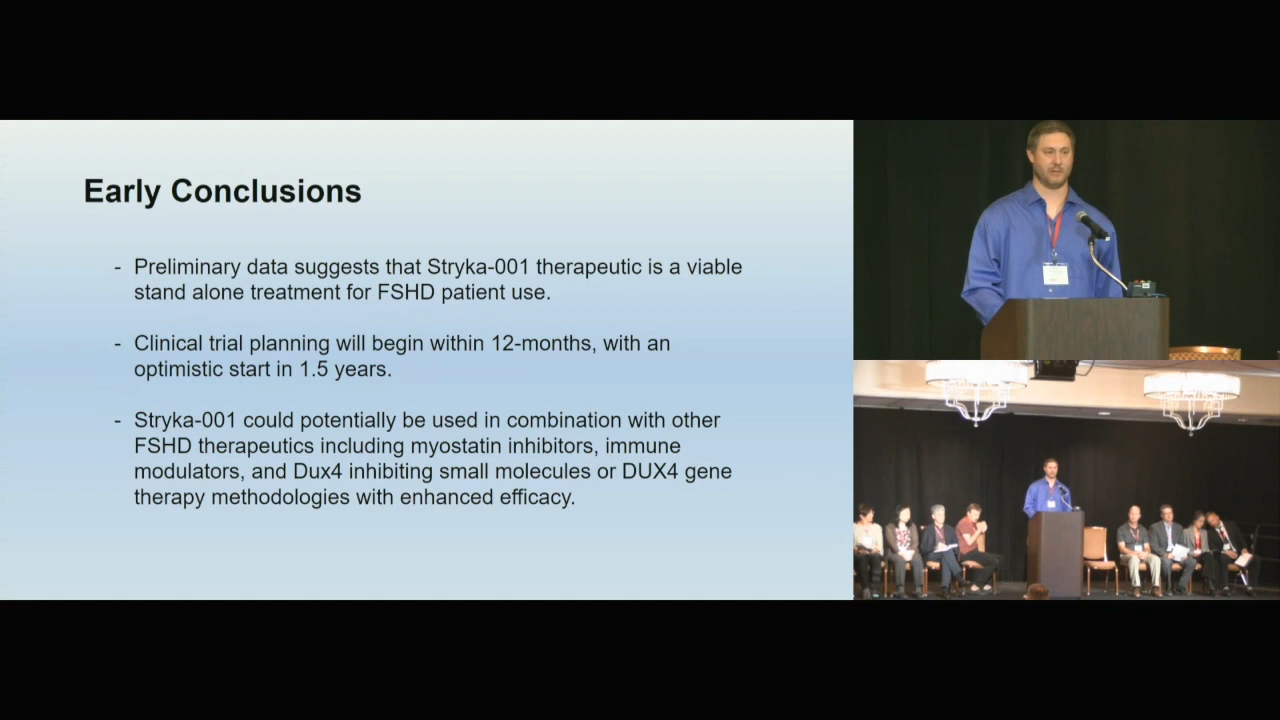 Early Conclusions
- Preliminary data suggests that Stryka-001 therapeutic is a viable
stand alone treatment for FSHD patient use.
- Clinical trial planning will begin within 12-months, with an
optimistic start in 1.5 years.
- Stryka-001 could potentially be used in combination with other
FSHD therapeutics including myostatin inhibitors, immune
modulators, and Dux4 inhibiting small molecules or DUX4 gene
therapy methodologies with enhanced efficacy.